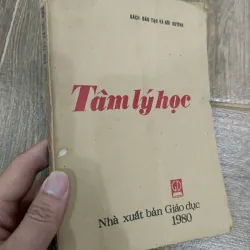 SÁCH ĐÀO TẠO VÀ BỒI DƯỠNG
Tâm lý học
Nhà xuất bản Giáo dục
1980